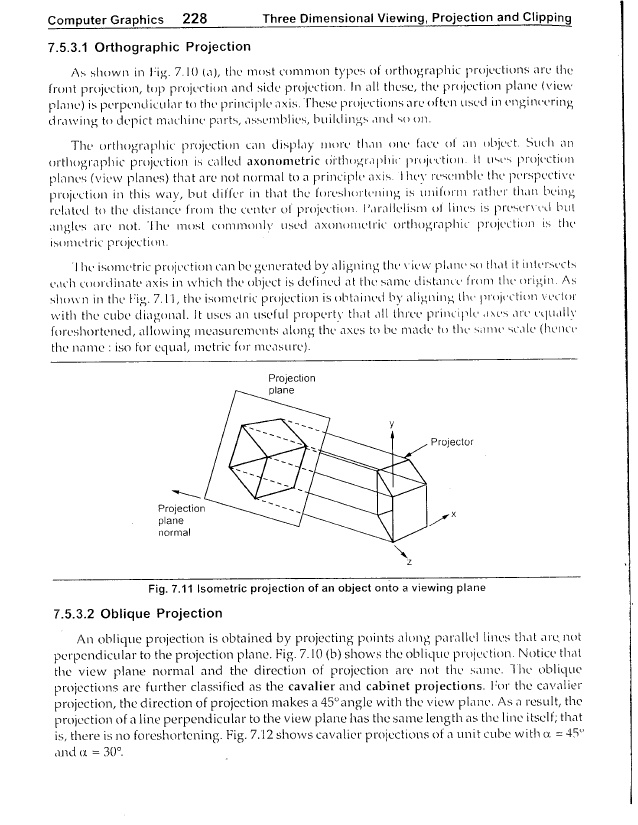 Computer Graphics 228 Three Dimensional Viewing, Projection and Clipping
7.5.3.1 Orthographic Projection
As shown in Fig. 7.10 (a), the most common types of orthographic projections are the
front projection, top projection and side projection. In all these, the projection plane (view
plane) is perpendicular to the principle axis. These projections are often used in engineering
drawing to depict machine parts, assemblies, buildings and so on.
The orthographic projection can display more than one face of an object. Such an
orthographic projection is called axonometric orthographic projection. It uses projection
planes (view planes) that are not normal to a principle axis. They resemble the perspective
projection in this way, but differ in that the foreshortening is uniform rather than being
related to the distance from the center of projection. Parallelism of lines is preserved but
angles are not. The most commonly used axonometric orthographic projection is the
isometric projection.
The isometric projection can be generated by aligning the view plane so that it intersects
each coordinate axis in which the object is defined at the same distance from the origin. As
shown in the Fig. 7.11, the isometric projection is obtained by aligning the projection vector
with the cube diagonal. It uses an useful property that all three principle axes are equally
foreshortened, allowing measurements along the axes to be made to the same scale (hence
the name : iso for equal, metric for measure).
Projection
plane
y
Projector
x
Projection
plane
normal
z
Fig. 7.11 Isometric projection of an object onto a viewing plane
7.5.3.2 Oblique Projection
An oblique projection is obtained by projecting points along parallel lines that are not
perpendicular to the projection plane. Fig. 7.10 (b) shows the oblique projection. Notice that
the view plane normal and the direction of projection are not the same. The oblique
projections are further classified as the cavalier and cabinet projections. For the cavalier
projection, the direction of projection makes a 45° angle with the view plane. As a result, the
projection of a line perpendicular to the view plane has the same length as the line itself; that
is, there is no foreshortening. Fig. 7.12 shows cavalier projections of a unit cube with α = 45°
and α = 30°.